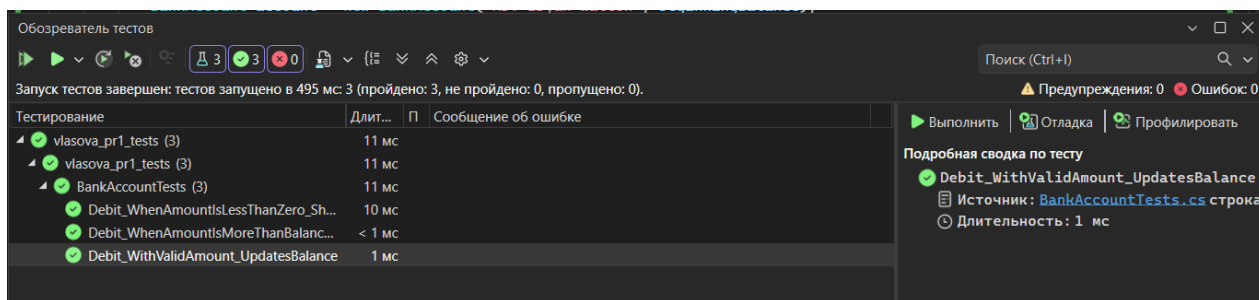 Обозреватель тестов
3 3 0
Поиск (Ctrl+I)
Запуск тестов завершен: тестов запущено в 495 мс: 3 (пройдено: 3, не пройдено: 0, пропущено: 0).
Предупреждения: 0 Ошибок: 0
Тестирование Длит... П Сообщение об ошибке
vlasova_pr1_tests (3) 11 мс
vlasova_pr1_tests (3) 11 мс
BankAccountTests (3) 11 мс
Debit_WhenAmountIsLessThanZero_Sh... 10 мс
Debit_WhenAmountIsMoreThanBalanc... < 1 мс
Debit_WithValidAmount_UpdatesBalance 1 мс
Выполнить Отладка Профилировать
Подробная сводка по тесту
Debit_WithValidAmount_UpdatesBalance
Источник: BankAccountTests.cs строка
Длительность: 1 мс